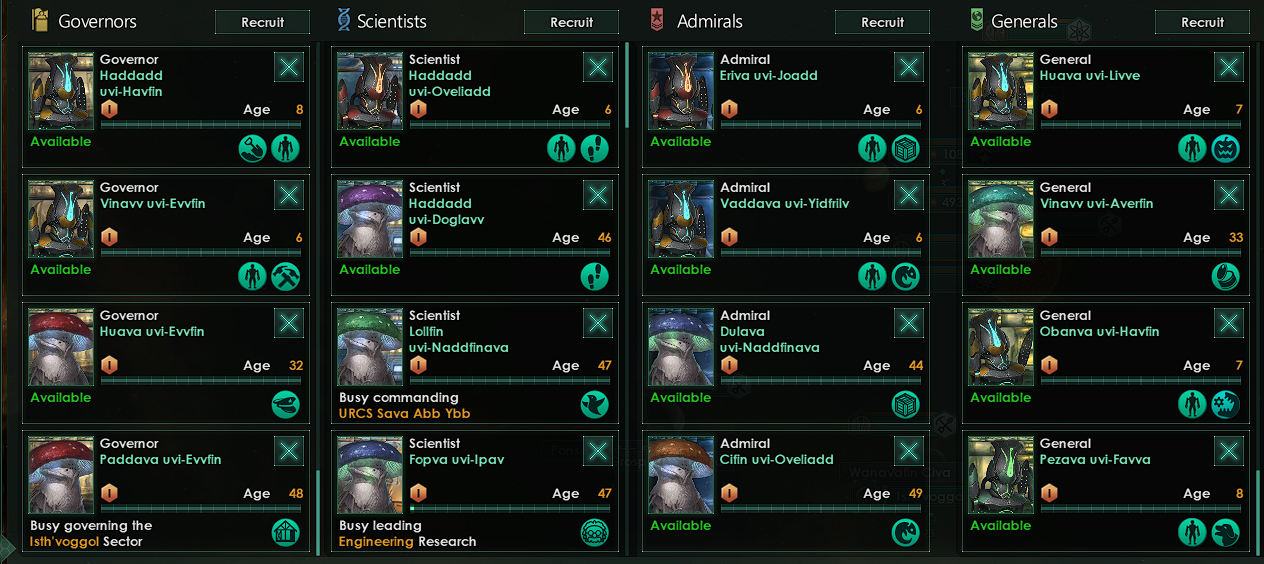 Governors
Recruit
Governor
Haddadd
uvi-Havfin
I
Age 8
Available
Governor
Vinavv uvi-Evvfin
I
Age 6
Available
Governor
Huava uvi-Evvfin
I
Age 32
Available
Governor
Paddava uvi-Evvfin
I
Age 48
Busy governing the
Isth'voggol Sector
Scientists
Recruit
Scientist
Haddadd
uvi-Oveliadd
I
Age 6
Available
Scientist
Haddadd
uvi-Doglavv
I
Age 46
Available
Scientist
Lollfin
uvi-Naddfinava
I
Age 47
Busy commanding
URCS Sava Abb Ybb
Scientist
Fopva uvi-Ipav
I
Age 47
Busy leading
Engineering Research
Admirals
Recruit
Admiral
Eriva uvi-Joadd
I
Age 6
Available
Admiral
Vaddava uvi-Yidfrilv
I
Age 6
Available
Admiral
Dulava
uvi-Naddfinava
I
Age 44
Available
Admiral
Cifin uvi-Oveliadd
I
Age 49
Available
Generals
Recruit
General
Huava uvi-Livve
I
Age 7
Available
General
Vinavv uvi-Averfin
I
Age 33
Available
General
Obanva uvi-Havfin
I
Age 7
Available
General
Pezava uvi-Favva
I
Age 8
Available